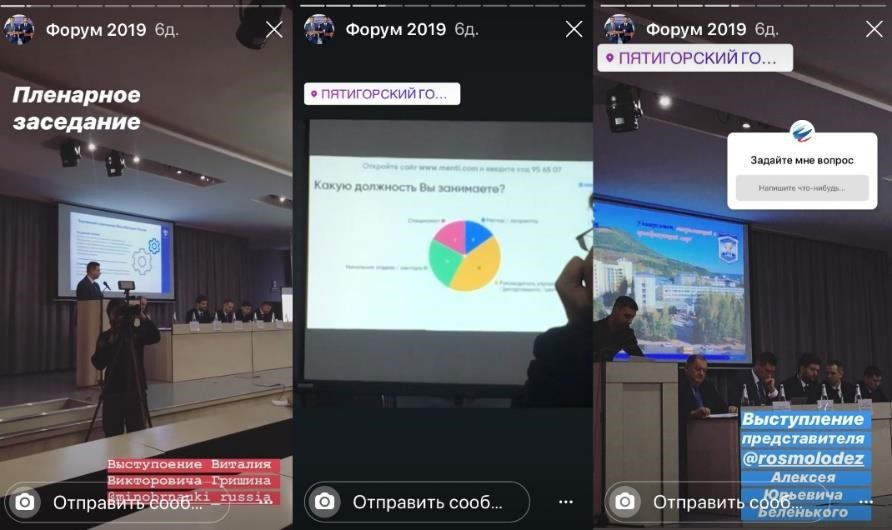 Форум 2019 6д.
Пленарное
заседание
Выступоение Виталия
Викторовича Гришина
@minobrnauki_russia
Отправить сооб...
Форум 2019 6д.
ПЯТИГОРСКИЙ ГО...
Откройте сайт www.menti.com и введите код 95 65 07
Какую должность Вы занимаете?
Специалист
Ректор / проректор
Начальник отдела / сектора
Руководитель
Отправить сооб...
Форум 2019 6д.
ПЯТИГОРСКИЙ ГО...
Задайте мне вопрос
Напишите что-нибудь...
Выступление
представителя
@rosmolodez
Алексея
Юрьевича
Беленького
Отправить сооб...